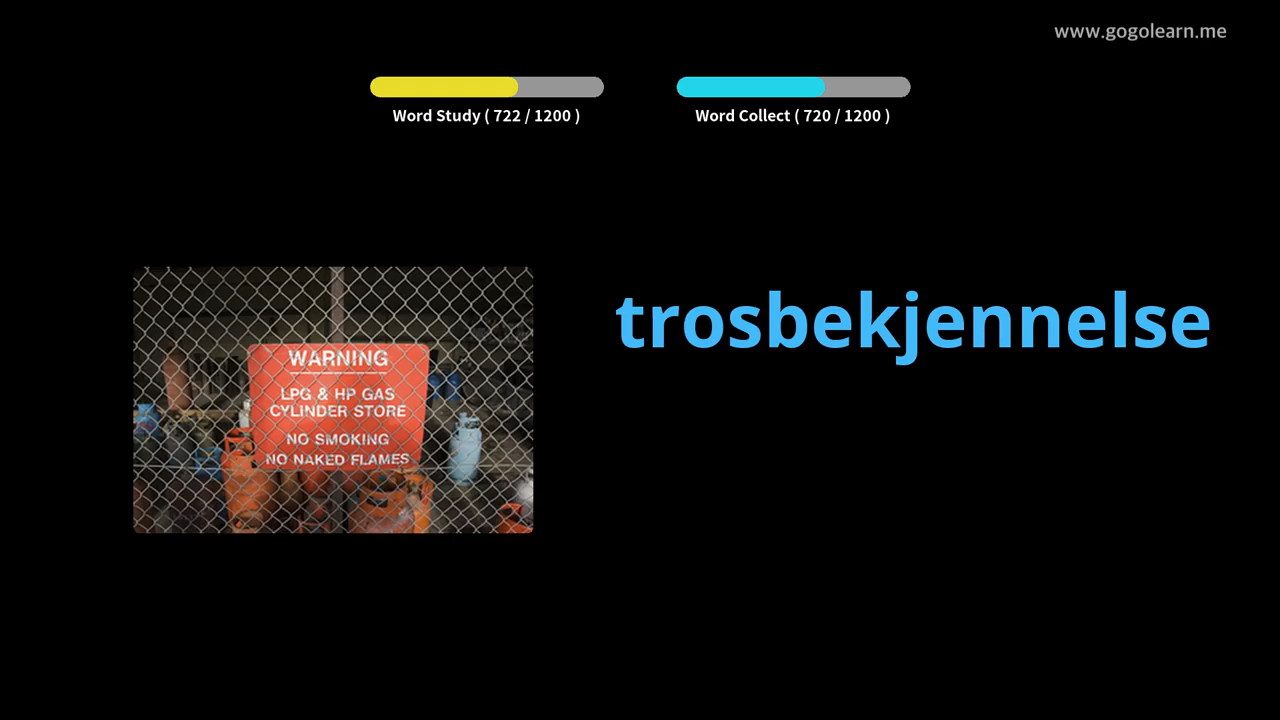 www.gogolearn.me
Word Study ( 722 / 1200 )
Word Collect ( 720 / 1200 )
trosbekjennelse
WARNING
LPG & HP GAS
CYLINDER STORE
NO SMOKING
NO NAKED FLAMES